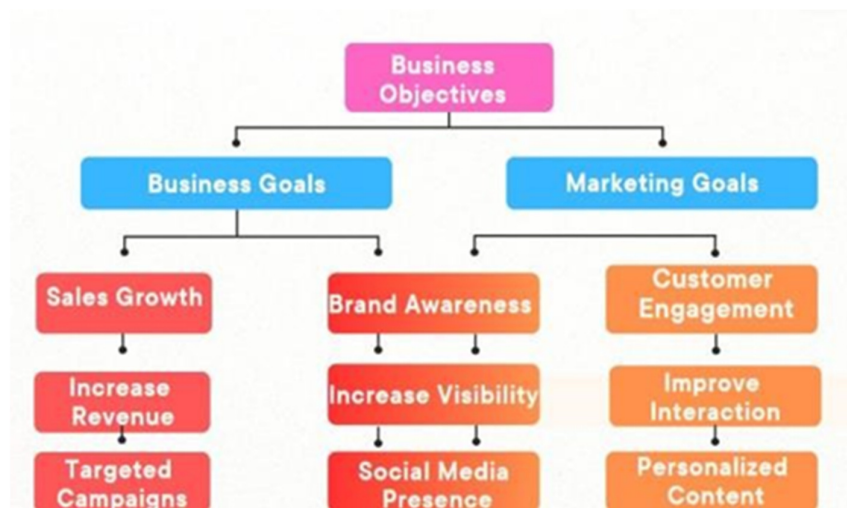 Business
Objectives
Business Goals
Marketing Goals
Sales Growth
Brand Awareness
Customer
Engagement
Increase
Revenue
Increase Visibility
Improve
Interaction
Targeted
Campaigns
Social Media
Presence
Personalized
Content